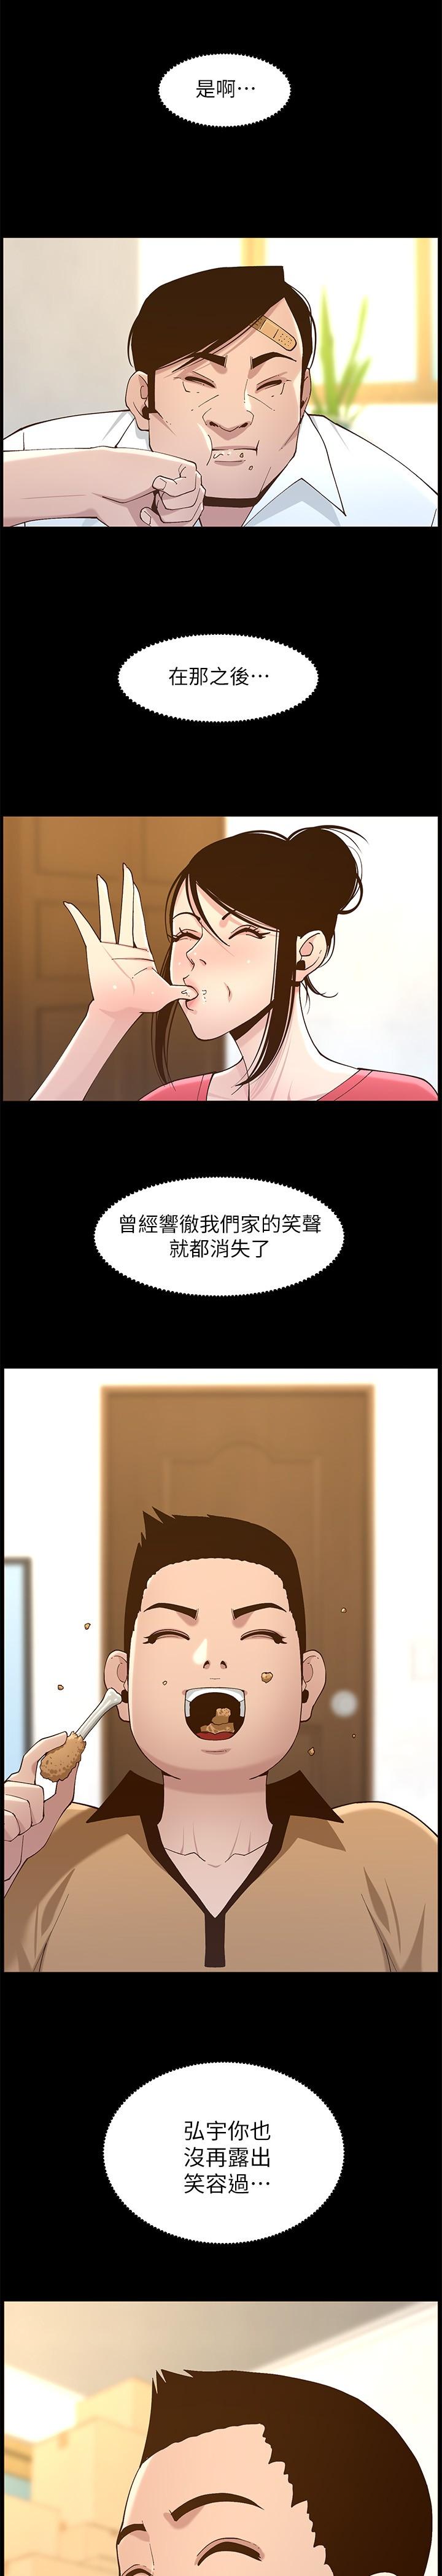 是啊…
在那之後…
曾經響徹我們家的笑聲
就都消失了
弘宇你也
沒再露出
笑容過…